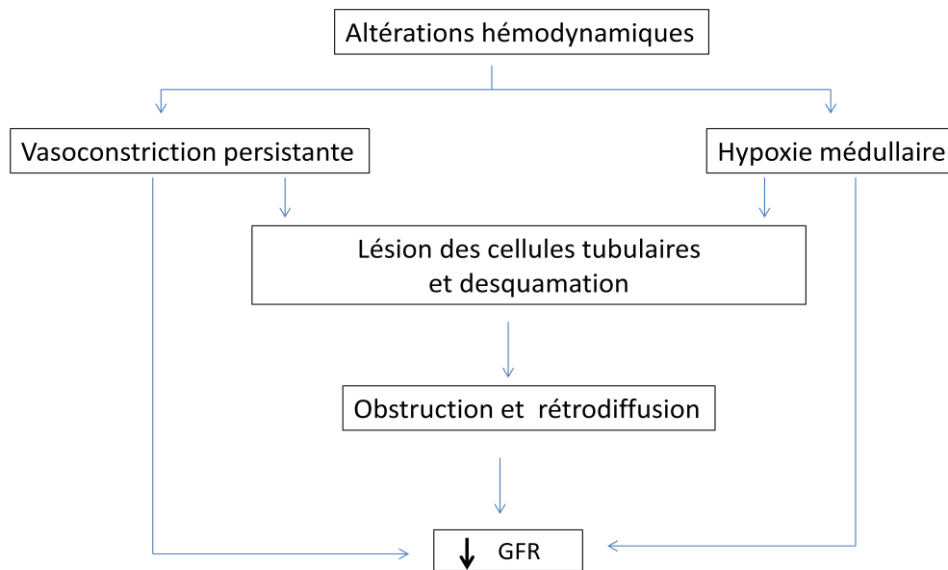 Altérations hémodynamiques
Vasoconstriction persistante
Hypoxie médullaire
Lésion des cellules tubulaires
et desquamation
Obstruction et  rétrodiffusion
↓ GFR